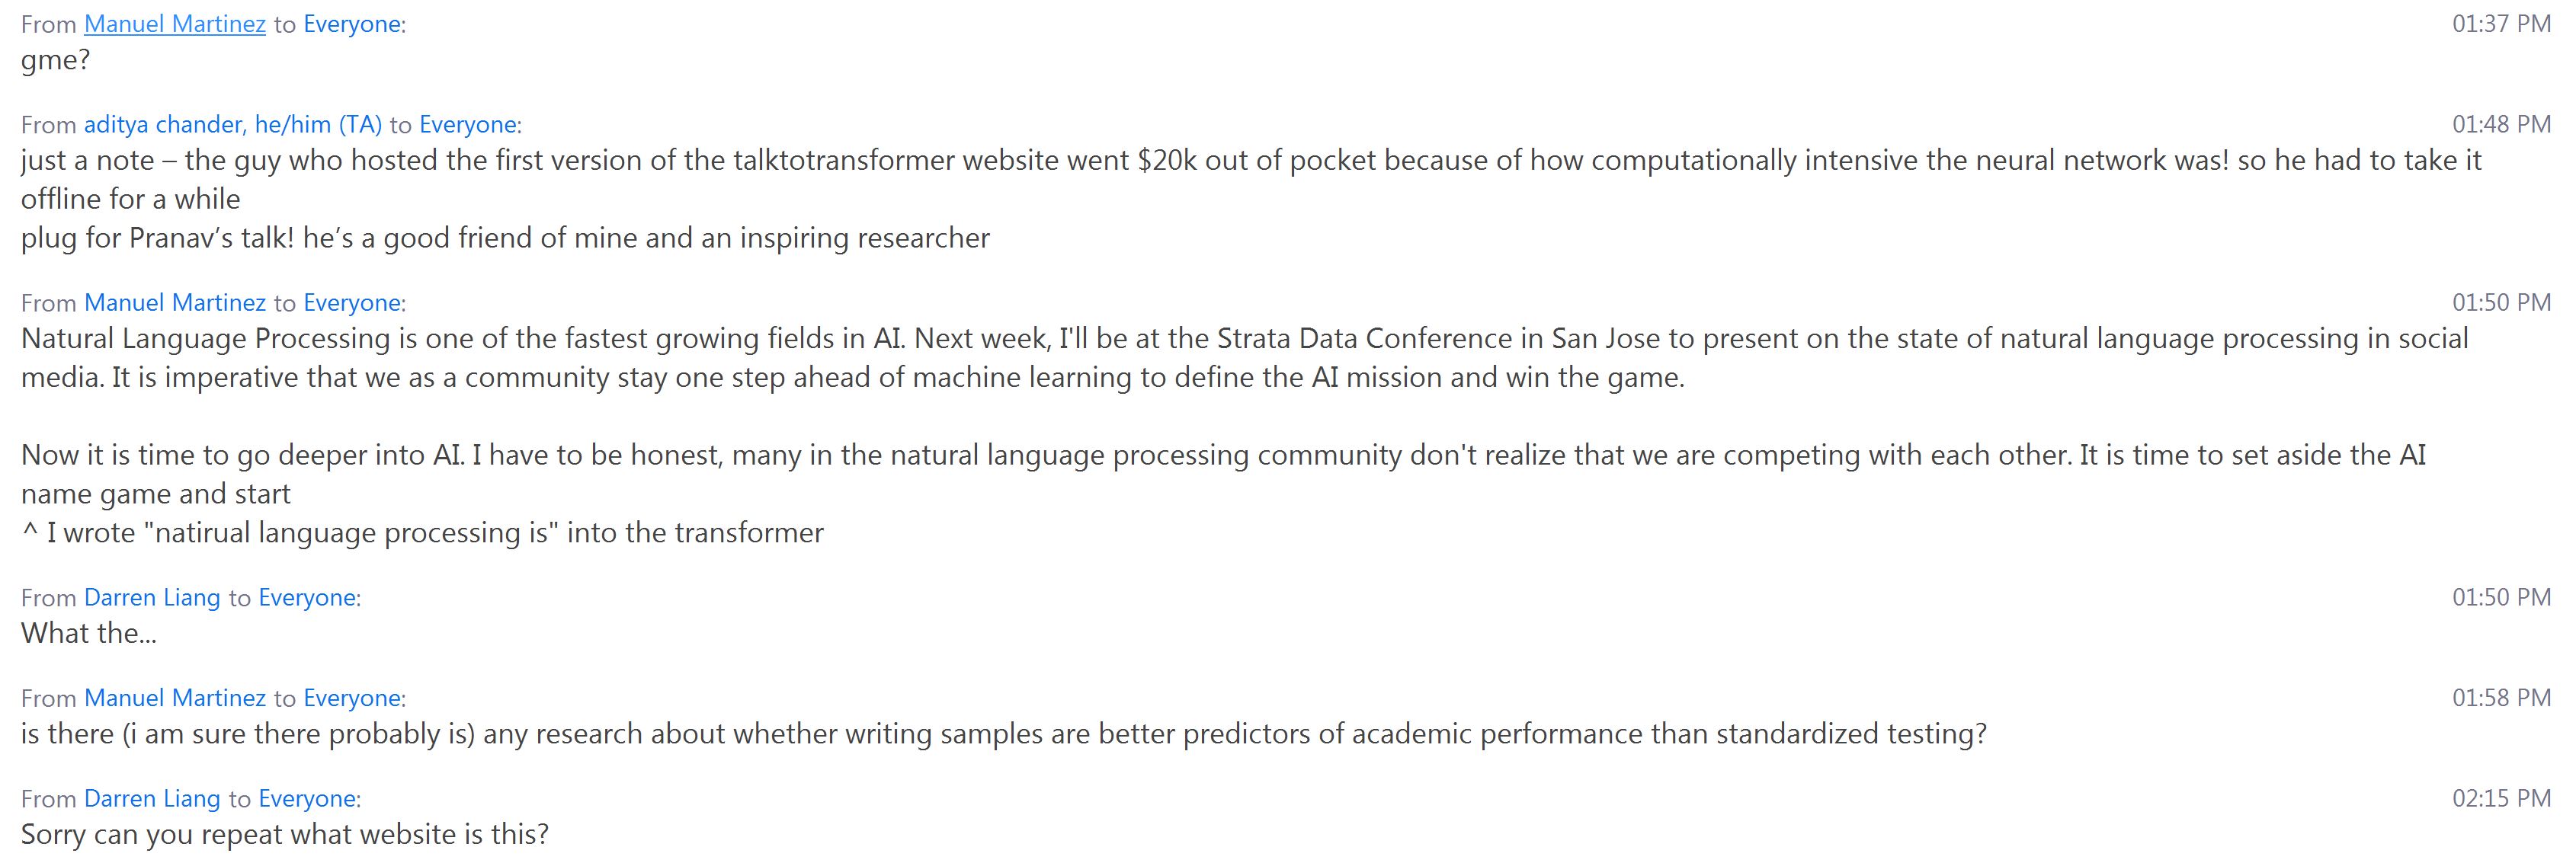 From Manuel Martinez to Everyone: 01:37 PM
gme?
From aditya chander, he/him (TA) to Everyone: 01:48 PM
just a note – the guy who hosted the first version of the talktotransformer website went $20k out of pocket because of how computationally intensive the neural network was! so he had to take it
offline for a while
plug for Pranav’s talk! he’s a good friend of mine and an inspiring researcher
From Manuel Martinez to Everyone: 01:50 PM
Natural Language Processing is one of the fastest growing fields in AI. Next week, I'll be at the Strata Data Conference in San Jose to present on the state of natural language processing in social
media. It is imperative that we as a community stay one step ahead of machine learning to define the AI mission and win the game.
Now it is time to go deeper into AI. I have to be honest, many in the natural language processing community don't realize that we are competing with each other. It is time to set aside the AI
name game and start
^ I wrote "natirual language processing is" into the transformer
From Darren Liang to Everyone: 01:50 PM
What the...
From Manuel Martinez to Everyone: 01:58 PM
is there (i am sure there probably is) any research about whether writing samples are better predictors of academic performance than standardized testing?
From Darren Liang to Everyone: 02:15 PM
Sorry can you repeat what website is this?